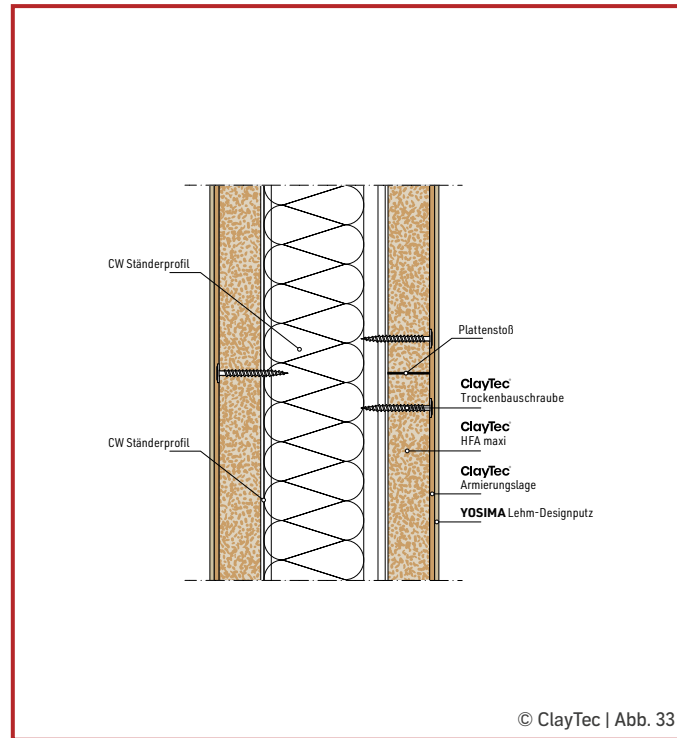 CW Ständerprofil
Plattenstoß
ClayTec
Trockenbauschraube
ClayTec
HFA maxi
CW Ständerprofil
ClayTec
Armierungslage
YOSIMA Lehm-Designputz
© ClayTec | Abb. 33